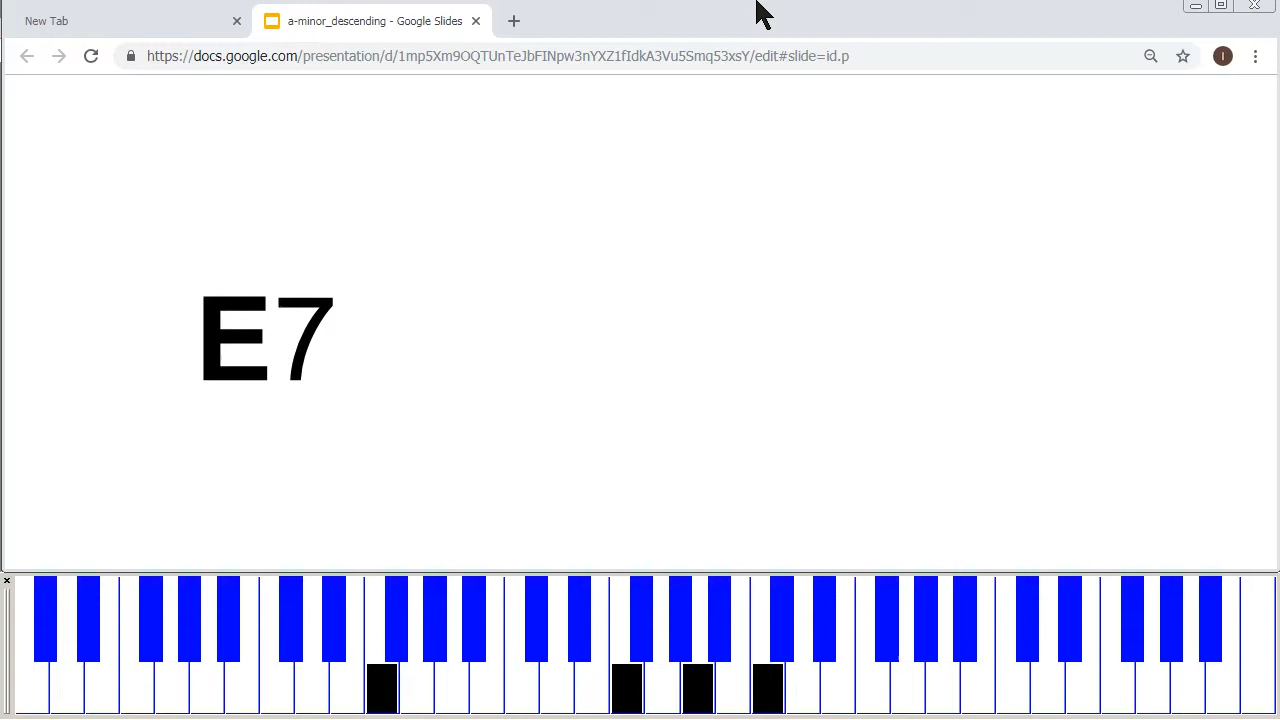 New Tab
a-minor_descending - Google Slides
https://docs.google.com/presentation/d/1mp5Xm9OQTUnTeJbFINpw3nYXZ1fIdkA3Vu5Smq53xsY/edit#slide=id.p
I
E7